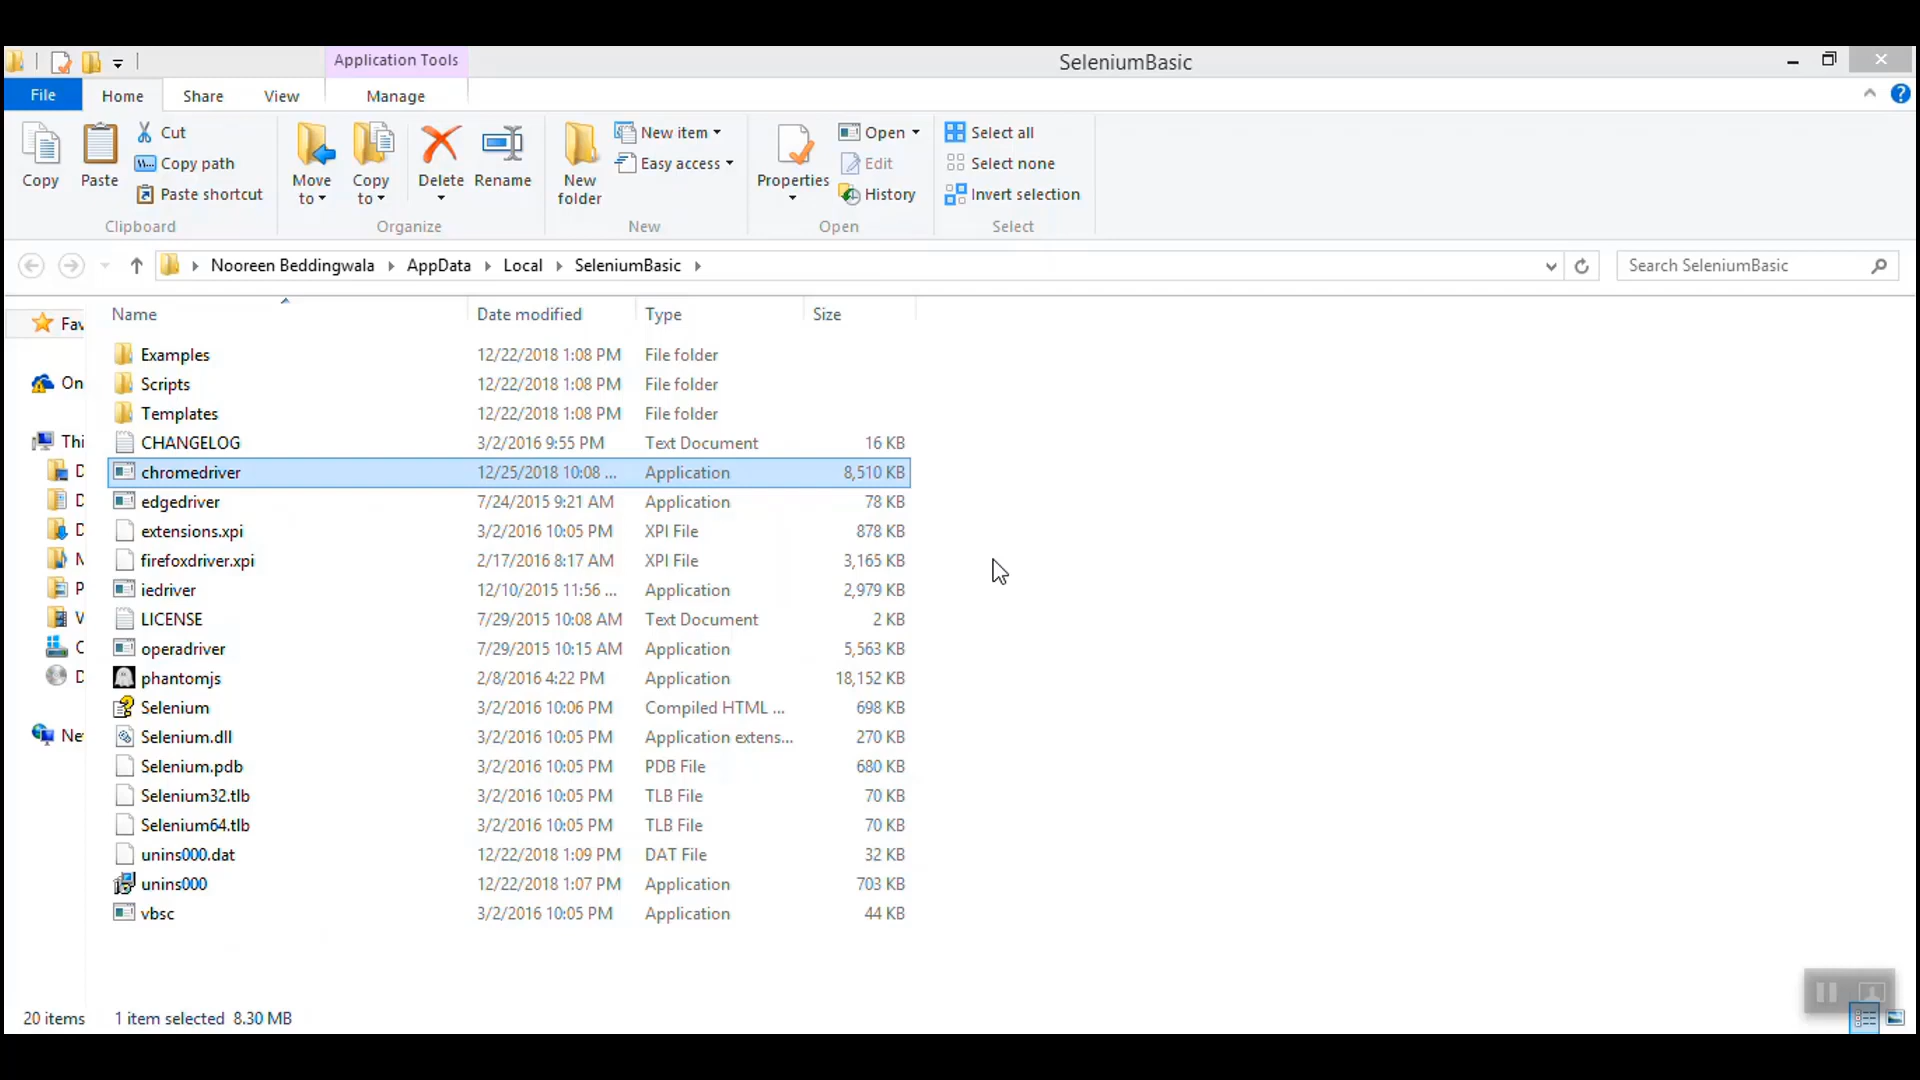 Application Tools
SeleniumBasic
File Home Share View Manage
Copy Paste Cut Copy path Paste shortcut
Clipboard
Move to Copy to Delete Rename
Organize
New folder New item Easy access
New
Properties Open Edit History
Open
Select all Select none Invert selection
Select
Nooreen Beddingwala AppData Local SeleniumBasic
Search SeleniumBasic
Name Date modified Type Size
Fav
On
Thi
D
D
D
M
P
V
C
D
Ne
Examples 12/22/2018 1:08 PM File folder
Scripts 12/22/2018 1:08 PM File folder
Templates 12/22/2018 1:08 PM File folder
CHANGELOG 3/2/2016 9:55 PM Text Document 16 KB
chromedriver 12/25/2018 10:08 ... Application 8,510 KB
edgedriver 7/24/2015 9:21 AM Application 78 KB
extensions.xpi 3/2/2016 10:05 PM XPI File 878 KB
firefoxdriver.xpi 2/17/2016 8:17 AM XPI File 3,165 KB
iedriver 12/10/2015 11:56 ... Application 2,979 KB
LICENSE 7/29/2015 10:08 AM Text Document 2 KB
operadriver 7/29/2015 10:15 AM Application 5,563 KB
phantomjs 2/8/2016 4:22 PM Application 18,152 KB
Selenium 3/2/2016 10:06 PM Compiled HTML ... 698 KB
Selenium.dll 3/2/2016 10:05 PM Application extens... 270 KB
Selenium.pdb 3/2/2016 10:05 PM PDB File 680 KB
Selenium32.tlb 3/2/2016 10:05 PM TLB File 70 KB
Selenium64.tlb 3/2/2016 10:05 PM TLB File 70 KB
unins000.dat 12/22/2018 1:09 PM DAT File 32 KB
unins000 12/22/2018 1:07 PM Application 703 KB
vbsc 3/2/2016 10:05 PM Application 44 KB
20 items 1 item selected 8.30 MB